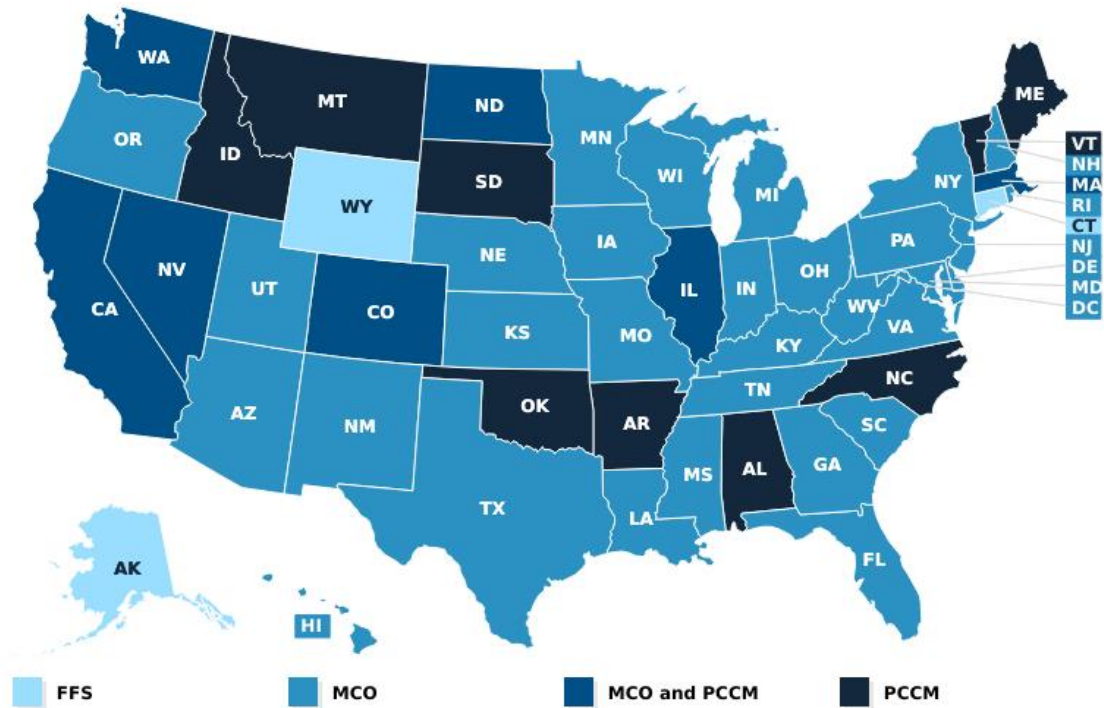 WA
MT
ND
MN
ME
OR
ID
SD
WI
MI
NY
VT
NH
MA
RI
CT
NJ
DE
MD
DC
WY
NE
IA
PA
NV
UT
CO
IL
IN
OH
WV
VA
CA
KS
MO
KY
AZ
NM
OK
AR
TN
NC
SC
TX
MS
AL
GA
LA
FL
AK
HI
FFS
MCO
MCO and PCCM
PCCM